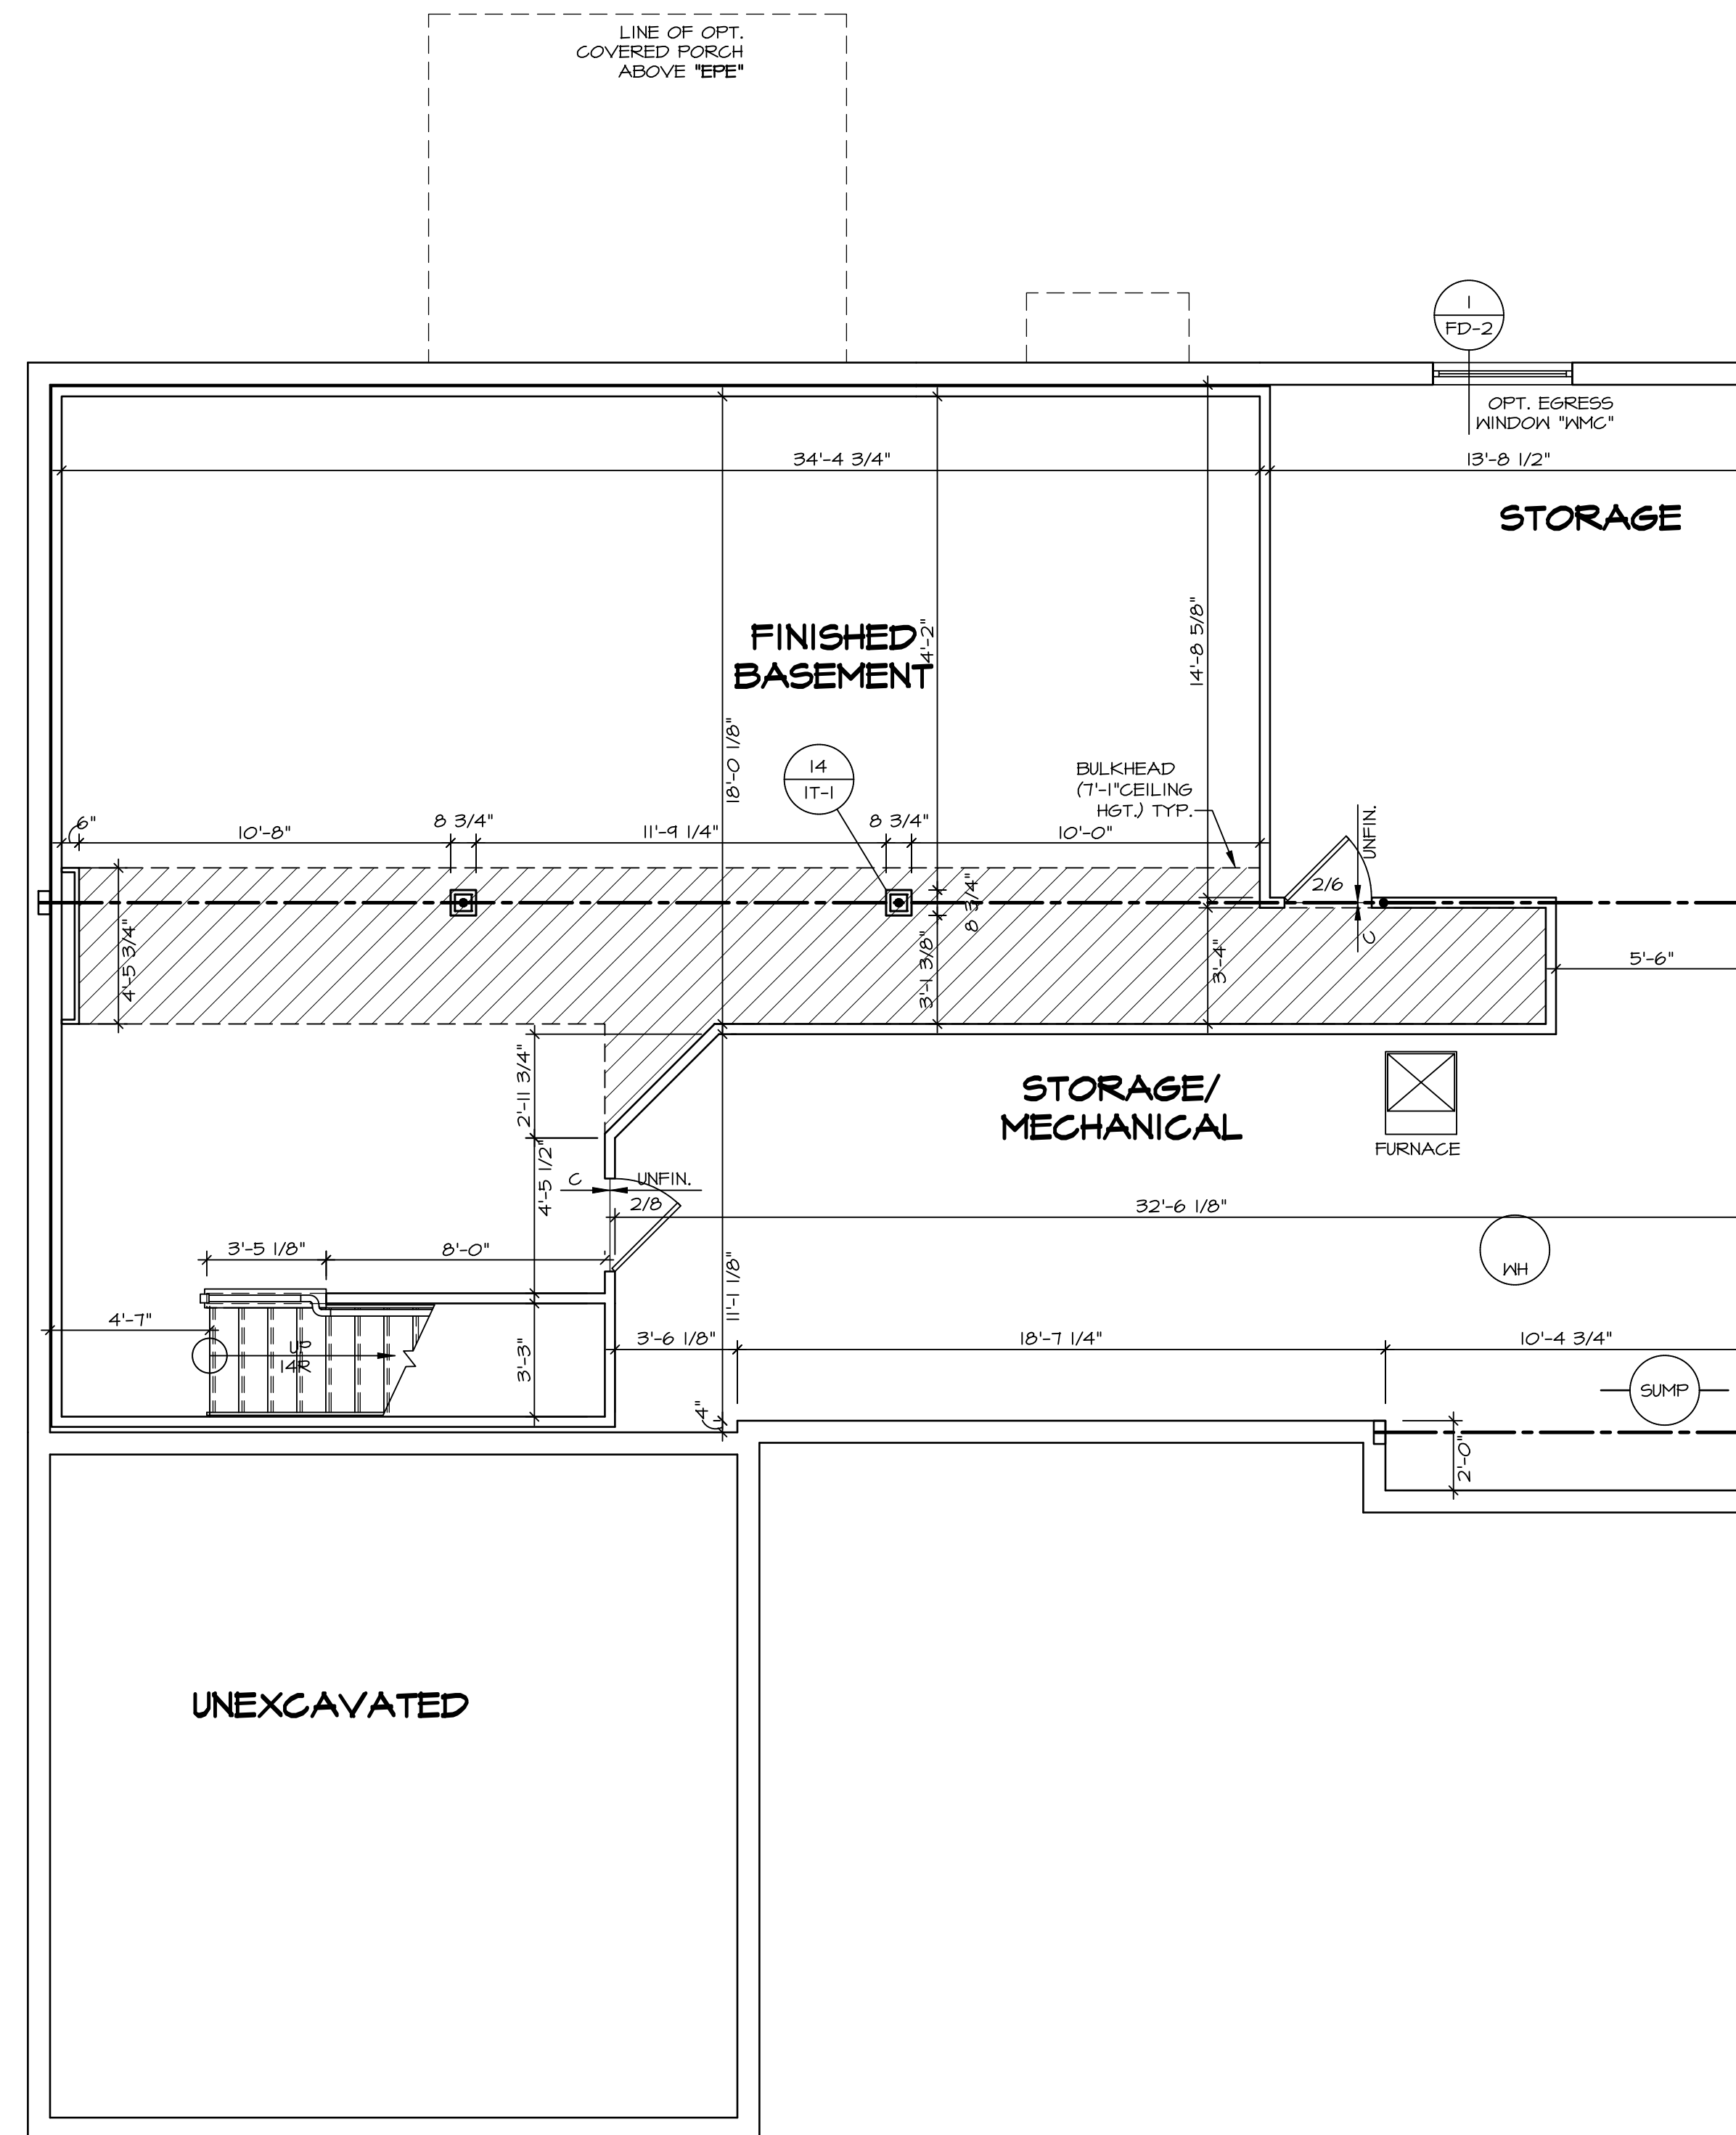 LINE OF OPT.
COVERED PORCH
ABOVE "EPE"
1
FD-2
OPT. EGRESS
WINDOW "WMC"
34'-4 3/4"
13'-8 1/2"
STORAGE
FINISHED
BASEMENT
4'-2"
14'-8 5/8"
18'-0 1/8"
14
1T-1
BULKHEAD
(7'-1"CEILING
HGT.) TYP.
6"
10'-8"
8 3/4"
11'-9 1/4"
8 3/4"
10'-0"
UNFIN.
2/6
C
4'-5 3/4"
8 3/4"
3'-1 3/8"
3'-4"
5'-6"
2'-11 3/4"
STORAGE/
MECHANICAL
FURNACE
4'-5 1/2"
C
UNFIN.
2/8
32'-6 1/8"
WH
3'-5 1/8"
8'-0"
11'-1 1/8"
4'-7"
UP
14R
3'-3"
3'-6 1/8"
18'-7 1/4"
10'-4 3/4"
SUMP
4"
2'-0"
UNEXCAVATED